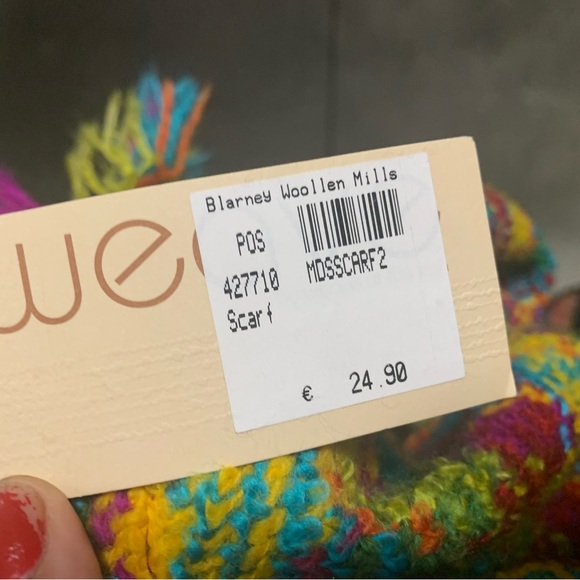 Blarney Woollen Mills
POS
427710
MDSSCARF2
Scarf
€ 24.90